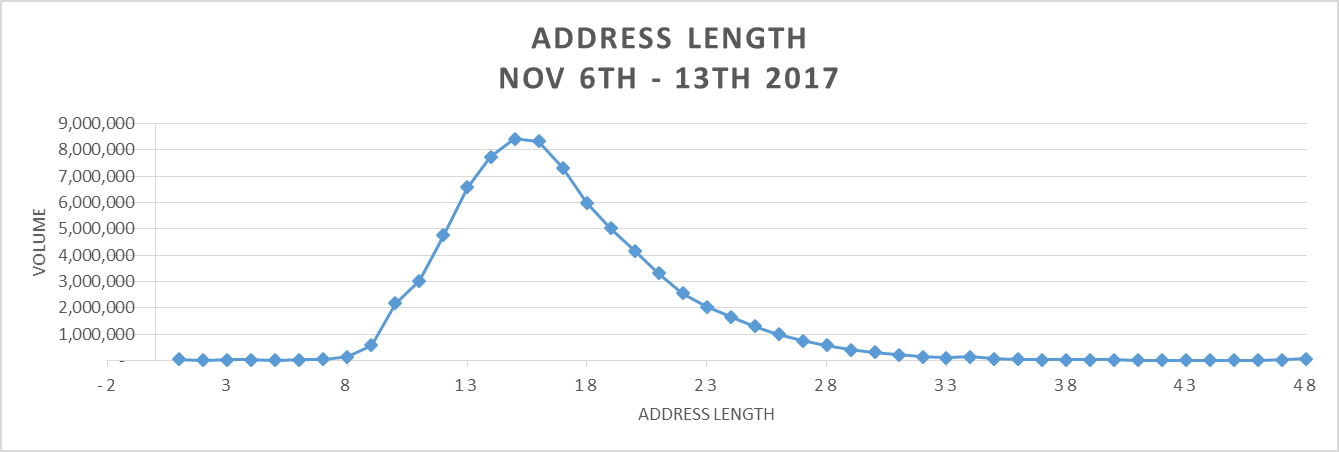 ADDRESS LENGTH
NOV 6TH - 13TH 2017
9,000,000
8,000,000
7,000,000
6,000,000
5,000,000
4,000,000
3,000,000
2,000,000
1,000,000
-
VOLUME
-2 3 8 13 18 23 28 33 38 43 48
ADDRESS LENGTH